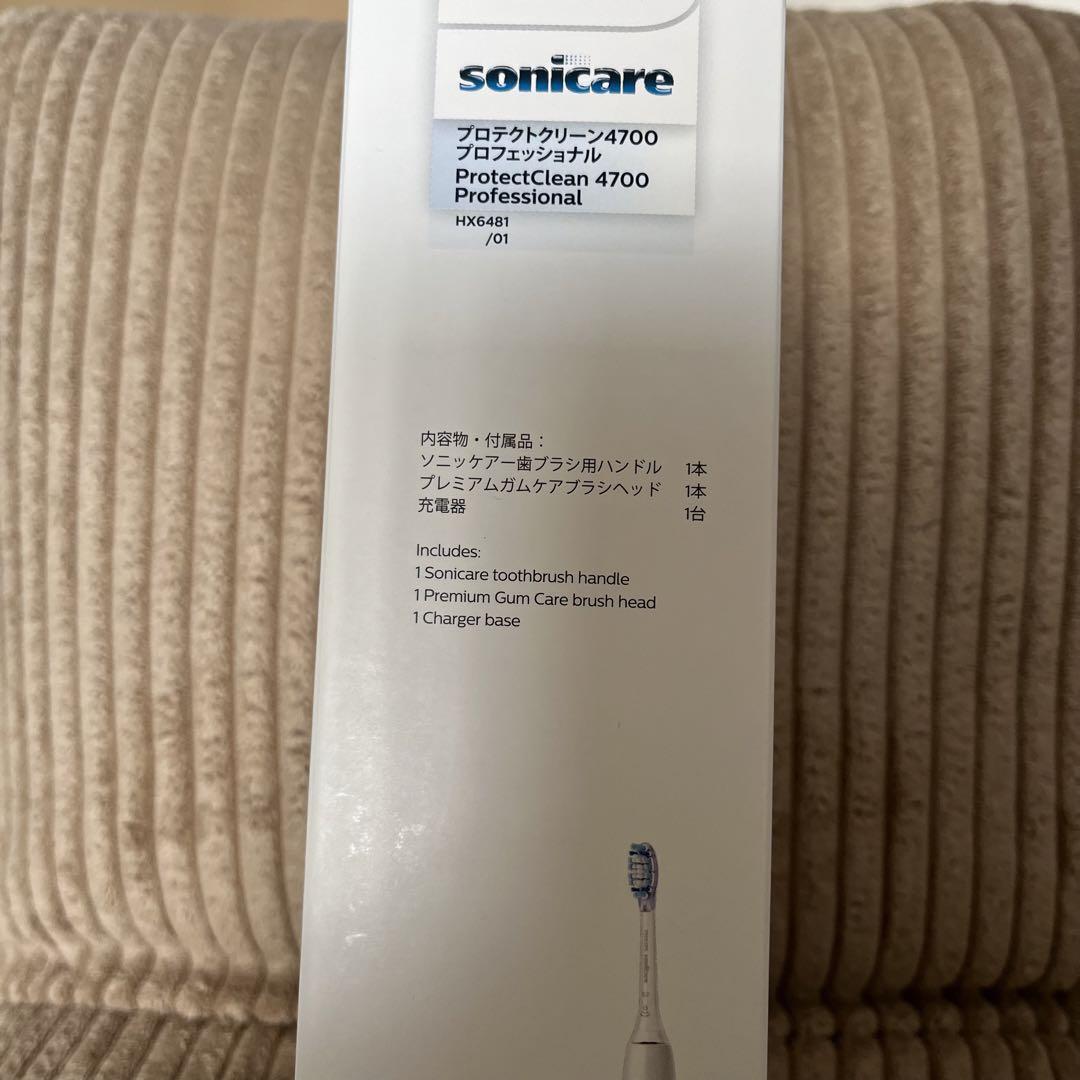 sonicare
プロテクトクリーン4700
プロフェッショナル
ProtectClean 4700
Professional
HX6481
/01
内容物・付属品：
ソニッケアー歯ブラシ用ハンドル 1本
プレミアムガムケアブラシヘッド 1本
充電器 1台
Includes:
1 Sonicare toothbrush handle
1 Premium Gum Care brush head
1 Charger base